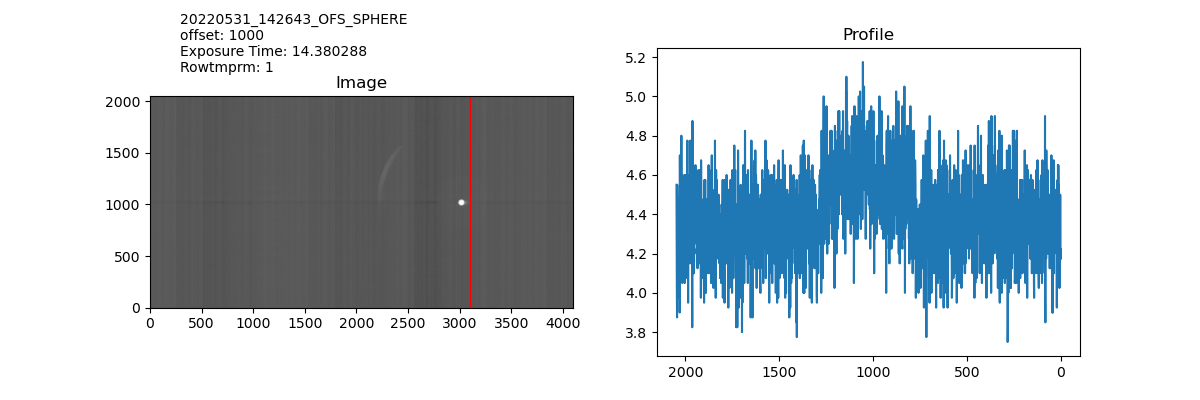 20220531_142643_OFS_SPHERE
offset: 1000
Exposure Time: 14.380288
Rowtmprm: 1
Image
2000
1500
1000
500
0
0 500 1000 1500 2000 2500 3000 3500 4000
Profile
5.2
5.0
4.8
4.6
4.4
4.2
4.0
3.8
2000 1500 1000 500 0